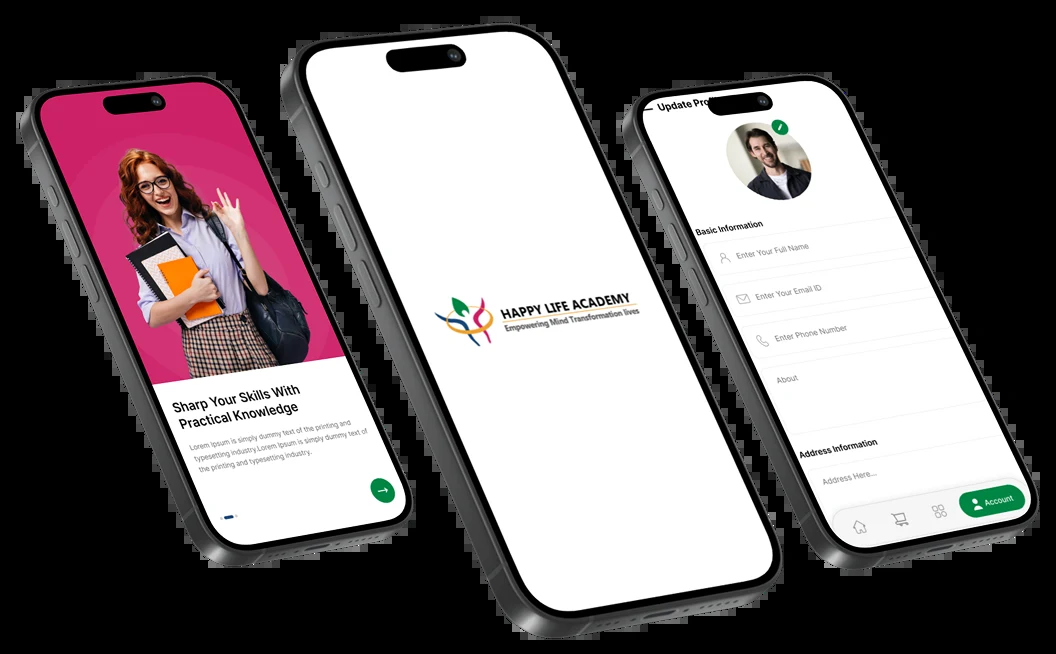 Sharp Your Skills With
Practical Knowledge
Lorem Ipsum is simply dummy text of the printing and
typesetting industry.Lorem Ipsum is simply dummy text of
the printing and typesetting industry.
HAPPY LIFE ACADEMY
Empowering Mind Transformation lives
Update Pro
Basic Information
Enter Your Full Name
Enter Your Email ID
Enter Phone Number
About
Address Information
Address Here...
Account